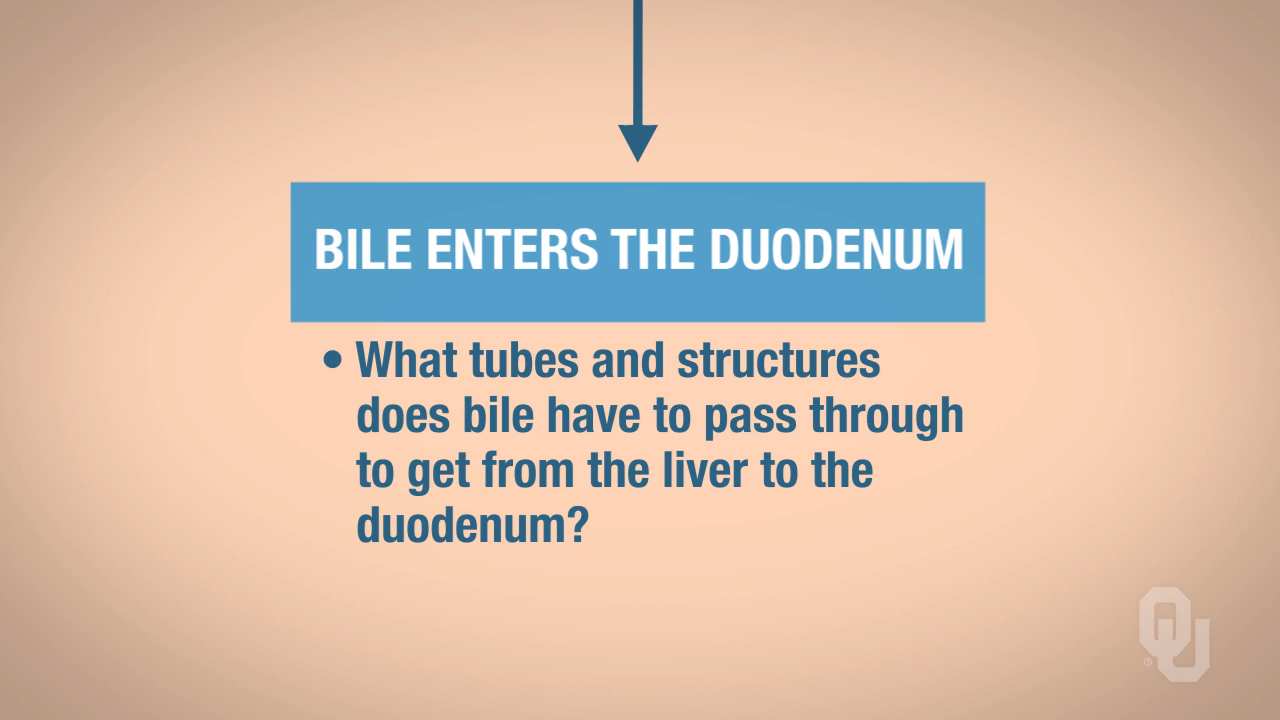 BILE ENTERS THE DUODENUM
• What tubes and structures
does bile have to pass through
to get from the liver to the
duodenum?
OU
®